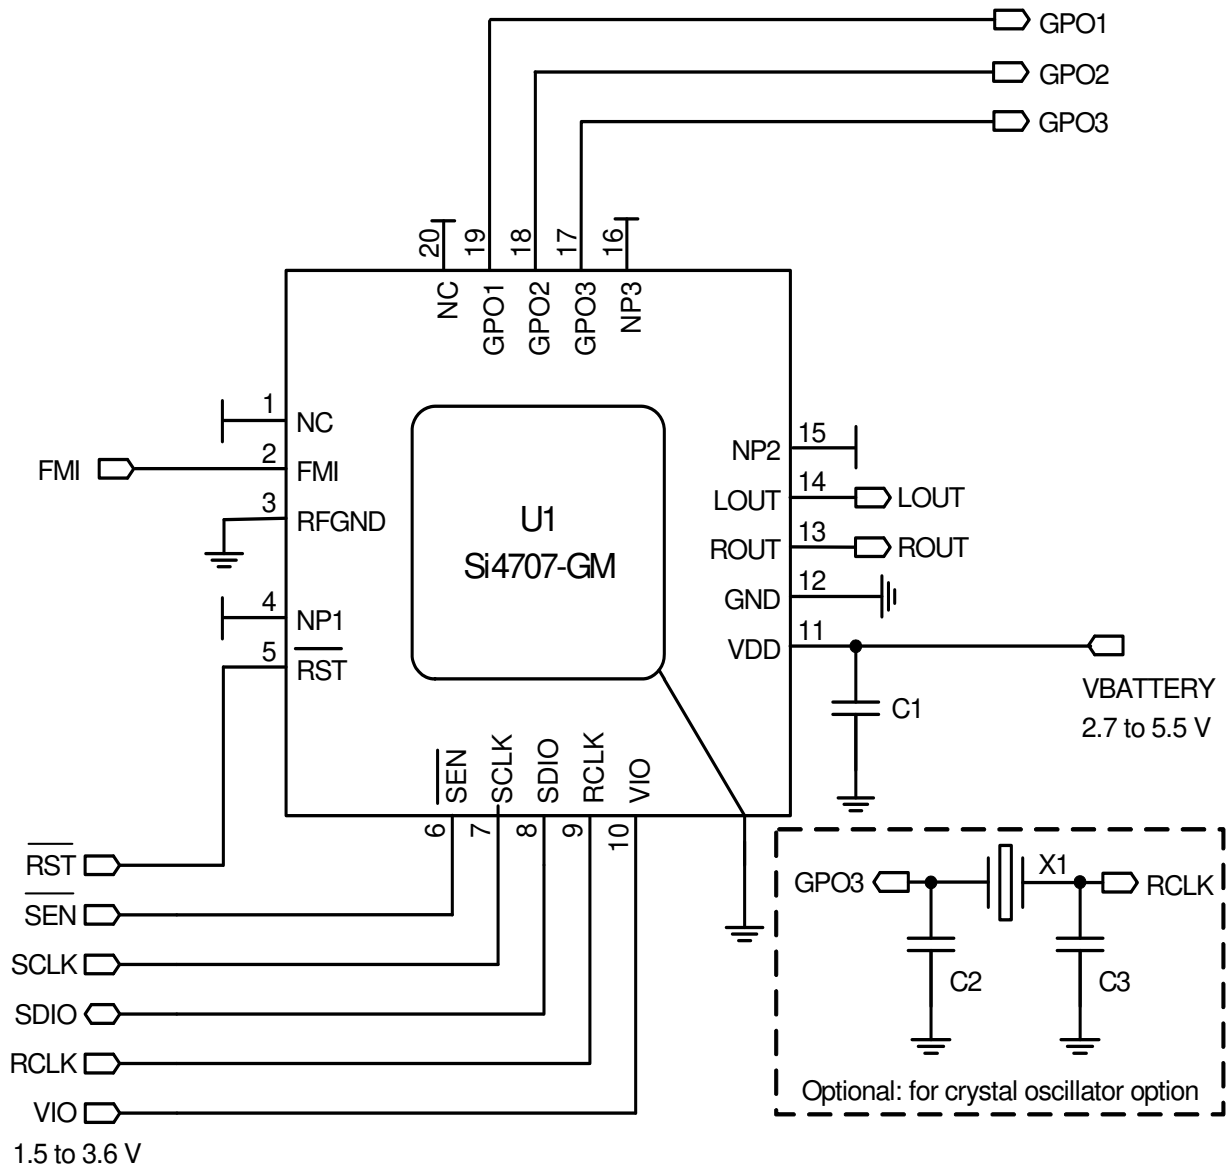 GPO1
GPO2
GPO3
20
19
18
17
16
NC
GPO1
GPO2
GPO3
NP3
1
NC
FMI
2
FMI
3
RFGND
4
NP1
5
RST
U1
Si4707-GM
NP2
15
LOUT
14
LOUT
ROUT
13
ROUT
GND
12
VDD
11
VBATTERY
2.7 to 5.5 V
C1
SEN
SCLK
SDIO
RCLK
VIO
6
7
8
9
10
RST
SEN
SCLK
SDIO
RCLK
VIO
1.5 to 3.6 V
GPO3
X1
RCLK
C2
C3
Optional: for crystal oscillator option